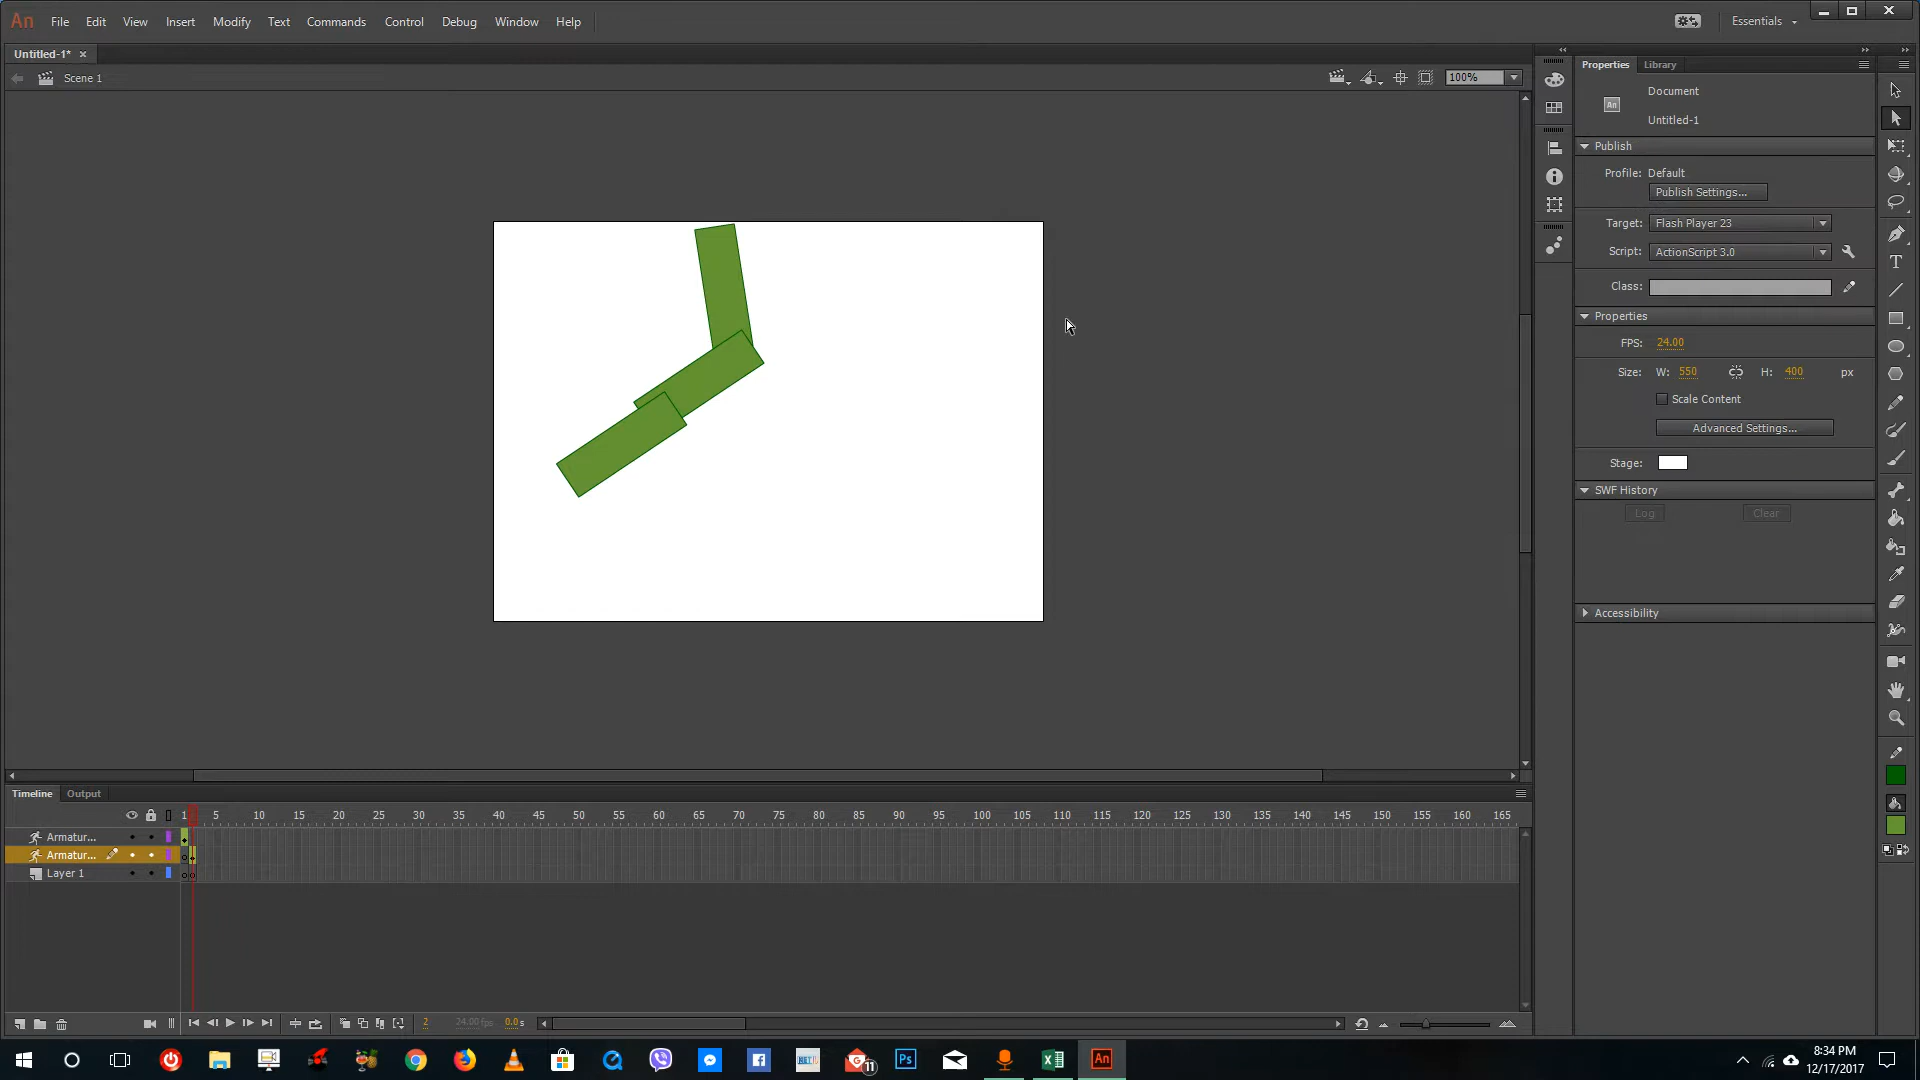 An File Edit View Insert Modify Text Commands Control Debug Window Help Essentials
Untitled-1*
Scene 1
100%
Properties Library
An Document
Untitled-1
Publish
Profile: Default
Publish Settings...
Target: Flash Player 23
Script: ActionScript 3.0
Class:
Properties
FPS: 24.00
Size: W: 550 H: 400 px
Scale Content
Advanced Settings...
Stage:
SWF History
Log Clear
Accessibility
Timeline Output
1 5 10 15 20 25 30 35 40 45 50 55 60 65 70 75 80 85 90 95 100 105 110 115 120 125 130 135 140 145 150 155 160 165
Armatur...
Armatur...
Layer 1
2 24.00 fps 0.0 s
11 Ps An
8:34 PM
12/17/2017